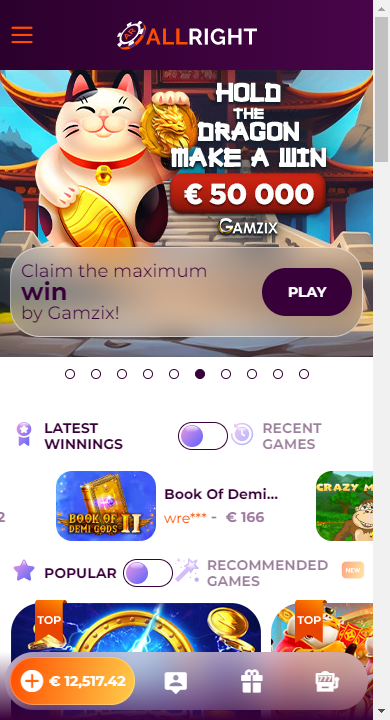 AR ALLRIGHT
HOLD
THE
DRAGON
MAKE A WIN
€ 50 000
GAMZIX
Claim the maximum
win
by Gamzix!
PLAY
LATEST
WINNINGS
RECENT
GAMES
Book Of Demi...
wre*** - € 166
BOOK OF
DEMI GODS II
CRAZY M
2
POPULAR
RECOMMENDED
GAMES
NEW
TOP
TOP
€ 12,517.42
777